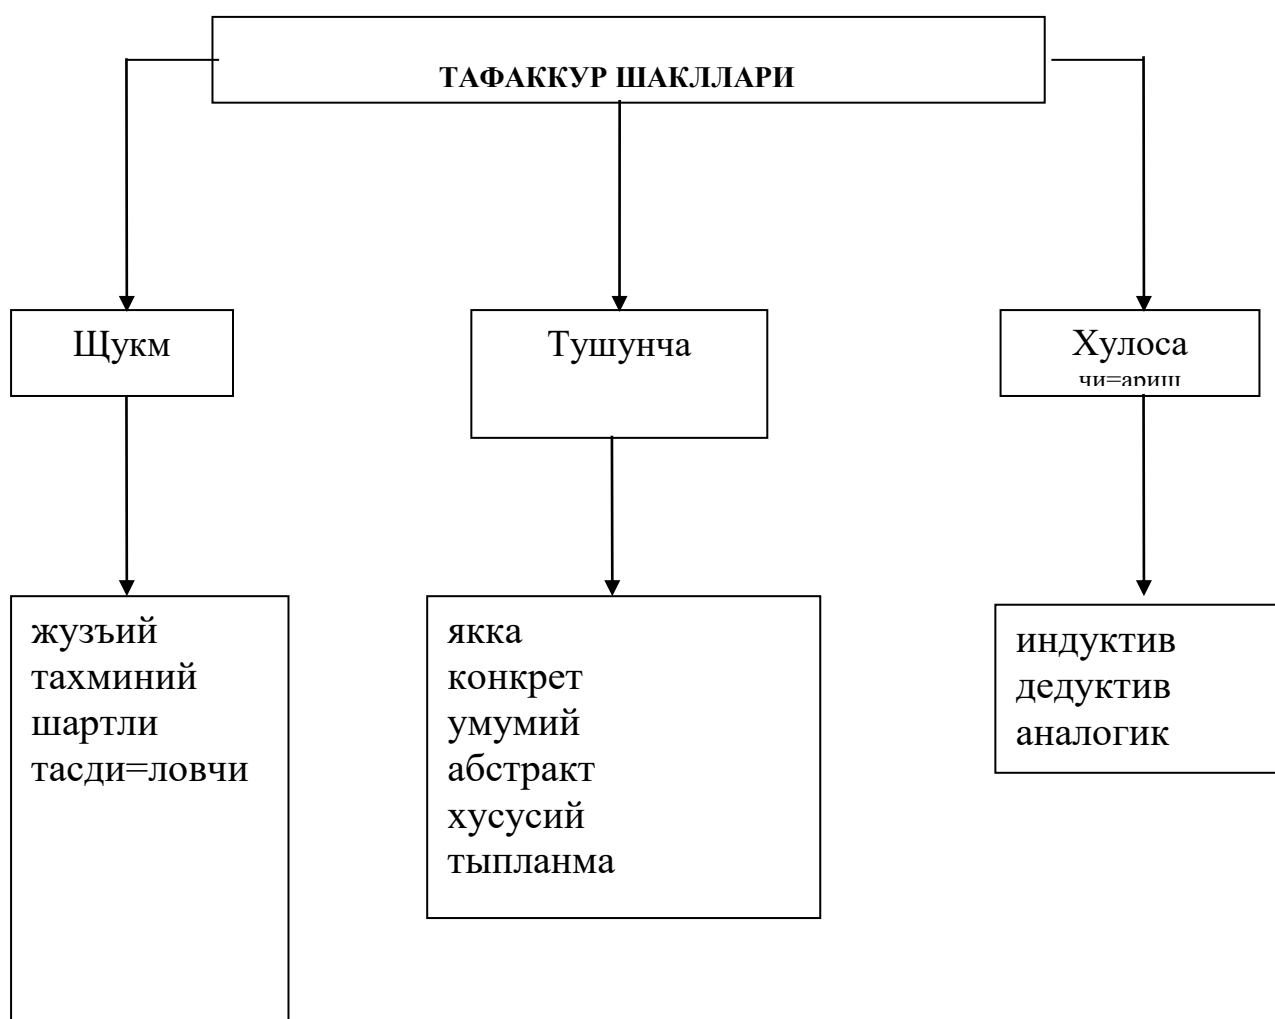 ТАФАККУР ШАКЛЛАРИ
Щукм
Тушунча
Хулоса
чи=ариш
жузъий
тахминий
шартли
тасди=ловчи
якка
конкрет
умумий
абстракт
хусусий
тыпланма
индуктив
дедуктив
аналогик